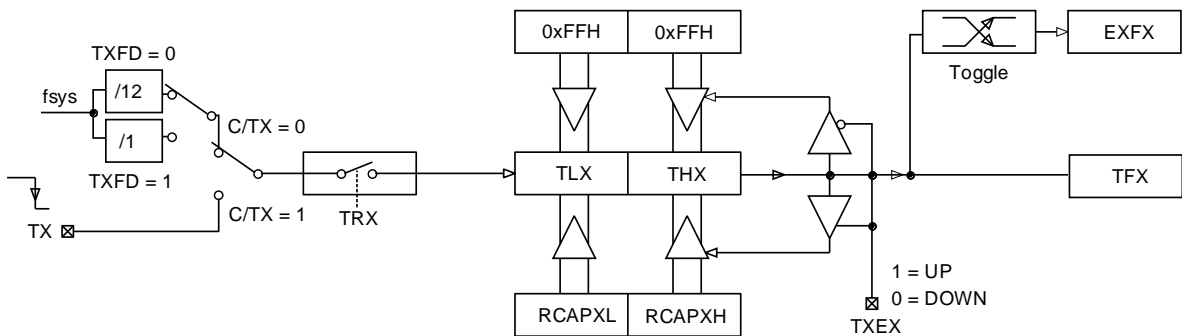 TXFD = 0
/12
fsys
/1
TXFD = 1
C/TX = 0
C/TX = 1
TX
TRX
0xFFH
0xFFH
TLX
THX
RCAPXL
RCAPXH
Toggle
EXFX
TFX
1 = UP
0 = DOWN
TXEX